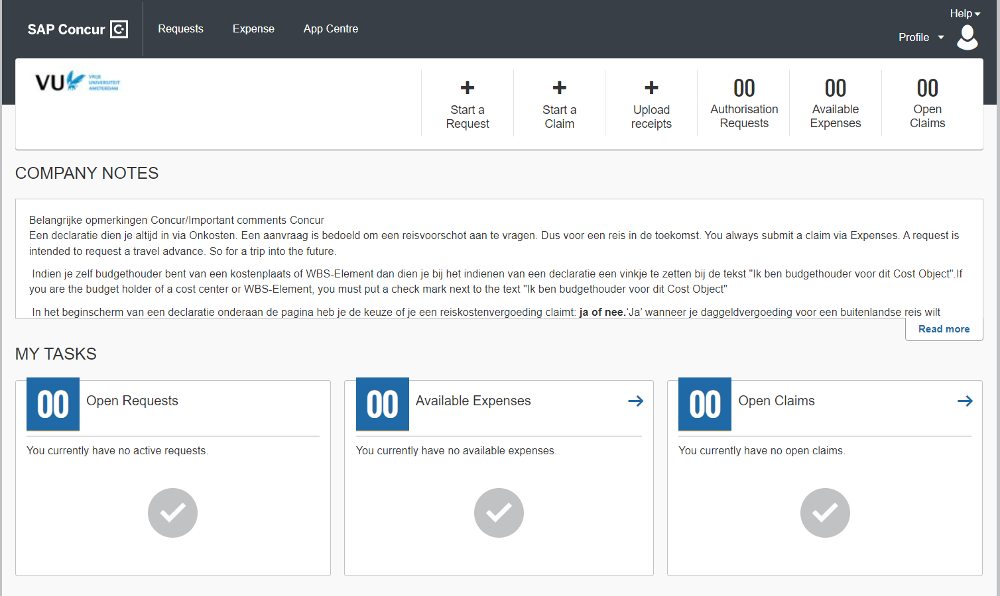 SAP Concur
Requests
Expense
App Centre
Help
Profile
VU VRIJE
UNIVERSITEIT
AMSTERDAM
+
Start a
Request
+
Start a
Claim
+
Upload
receipts
00
Authorisation
Requests
00
Available
Expenses
00
Open
Claims
COMPANY NOTES
Belangrijke opmerkingen Concur/Important comments Concur
Een declaratie dien je altijd in via Onkosten. Een aanvraag is bedoeld om een reisvoorschot aan te vragen. Dus voor een reis in de toekomst. You always submit a claim via Expenses. A request is
intended to request a travel advance. So for a trip into the future.
Indien je zelf budgethouder bent van een kostenplaats of WBS-Element dan dien je bij het indienen van een declaratie een vinkje te zetten bij de tekst "Ik ben budgethouder voor dit Cost Object".If
you are the budget holder of a cost center or WBS-Element, you must put a check mark next to the text "Ik ben budgethouder voor dit Cost Object"
In het beginscherm van een declaratie onderaan de pagina heb je de keuze of je een reiskostenvergoeding claimt: ja of nee.‘Ja’ wanneer je daggeldvergoeding voor een buitenlandse reis wilt
Read more
MY TASKS
00 Open Requests
You currently have no active requests.
00 Available Expenses
You currently have no available expenses.
00 Open Claims
You currently have no open claims.